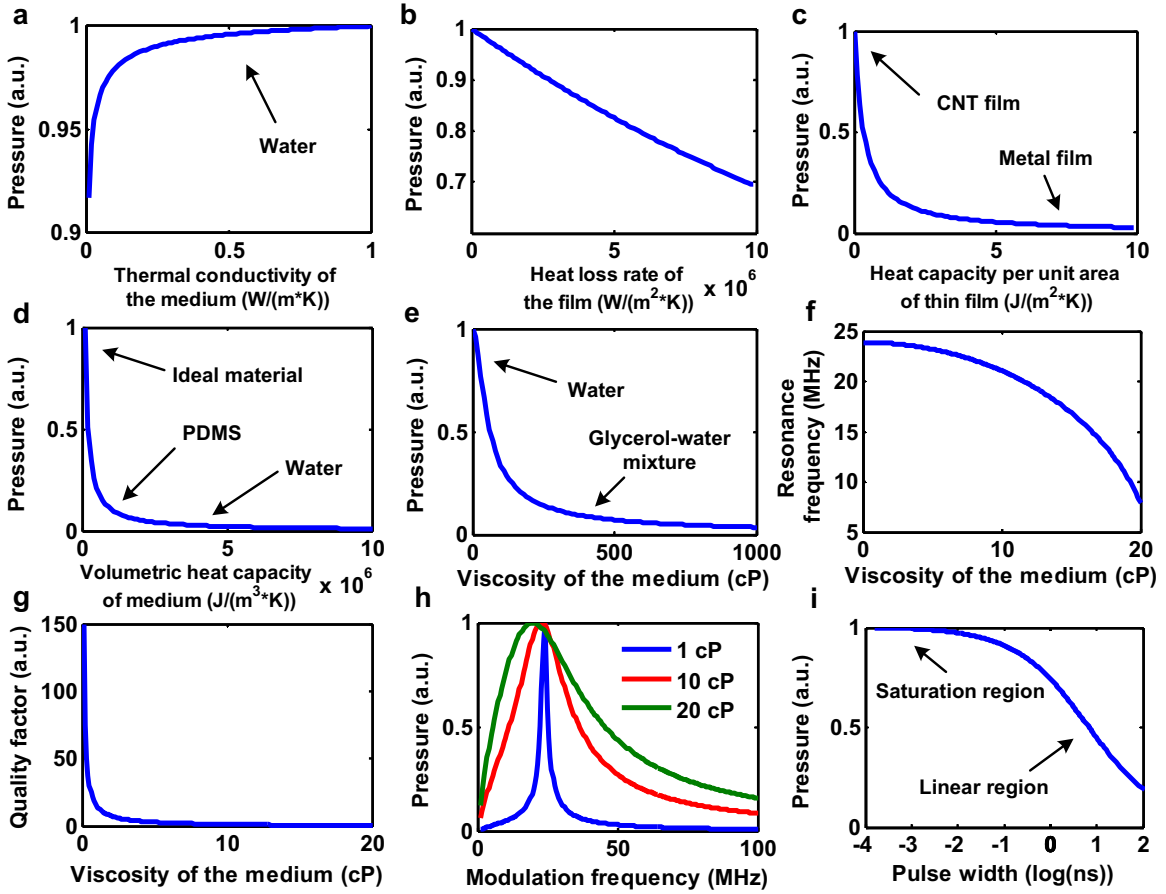 a
Pressure (a.u.)
1
0.95
0.9
0
0.5
1
Water
Thermal conductivity of
the medium (W/(m*K))
b
Pressure (a.u.)
1
0.9
0.8
0.7
0
5
10
Heat loss rate of
the film (W/(m²*K))
x 10⁶
c
Pressure (a.u.)
1
0.5
0
0
5
10
CNT film
Metal film
Heat capacity per unit area
of thin film (J/(m²*K)
d
Pressure (a.u.)
1
0.5
0
0
5
10
Ideal material
PDMS
Water
Volumetric heat capacity
of medium (J/(m³*K))
x 10⁶
e
Pressure (a.u.)
1
0.5
0
0
500
1000
Water
Glycerol-water
mixture
Viscosity of the medium (cP)
f
Resonance
frequency (MHz)
25
20
15
10
5
0
10
20
Viscosity of the medium (cP)
g
Quality factor (a.u.)
150
100
50
0
0
10
20
Viscosity of the medium (cP)
h
Pressure (a.u.)
1
0.5
0
0
50
100
1 cP
10 cP
20 cP
Modulation frequency (MHz)
i
Pressure (a.u.)
1
0.5
0
-4
-3
-2
-1
0
1
2
Saturation region
Linear region
Pulse width (log(ns))